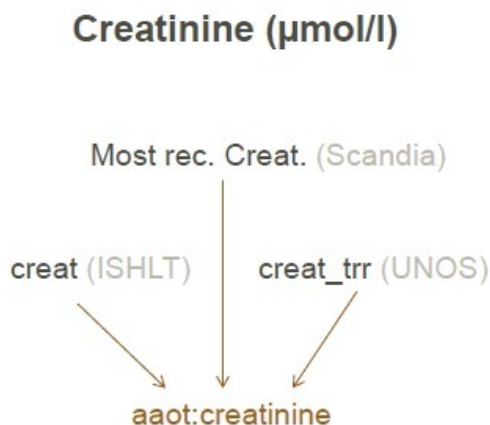 Creatinine (µmol/l)
Most rec. Creat. (Scandia)
creat (ISHLT)
creat_trr (UNOS)
aaot:creatinine